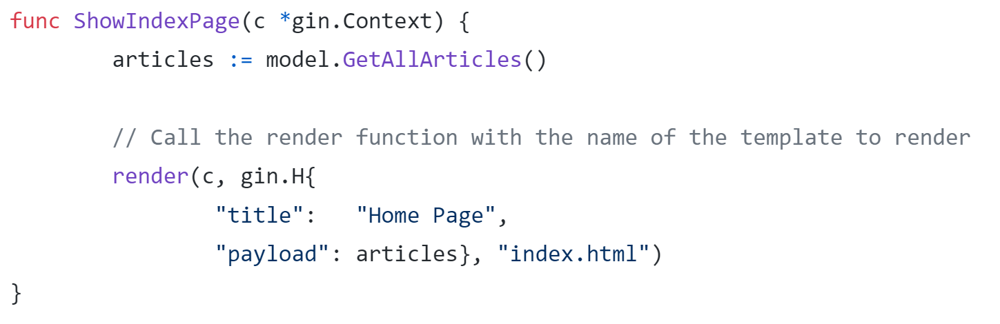 func ShowIndexPage(c *gin.Context) {
        articles := model.GetAllArticles()

        // Call the render function with the name of the template to render
        render(c, gin.H{
                "title":   "Home Page",
                "payload": articles}, "index.html")
}